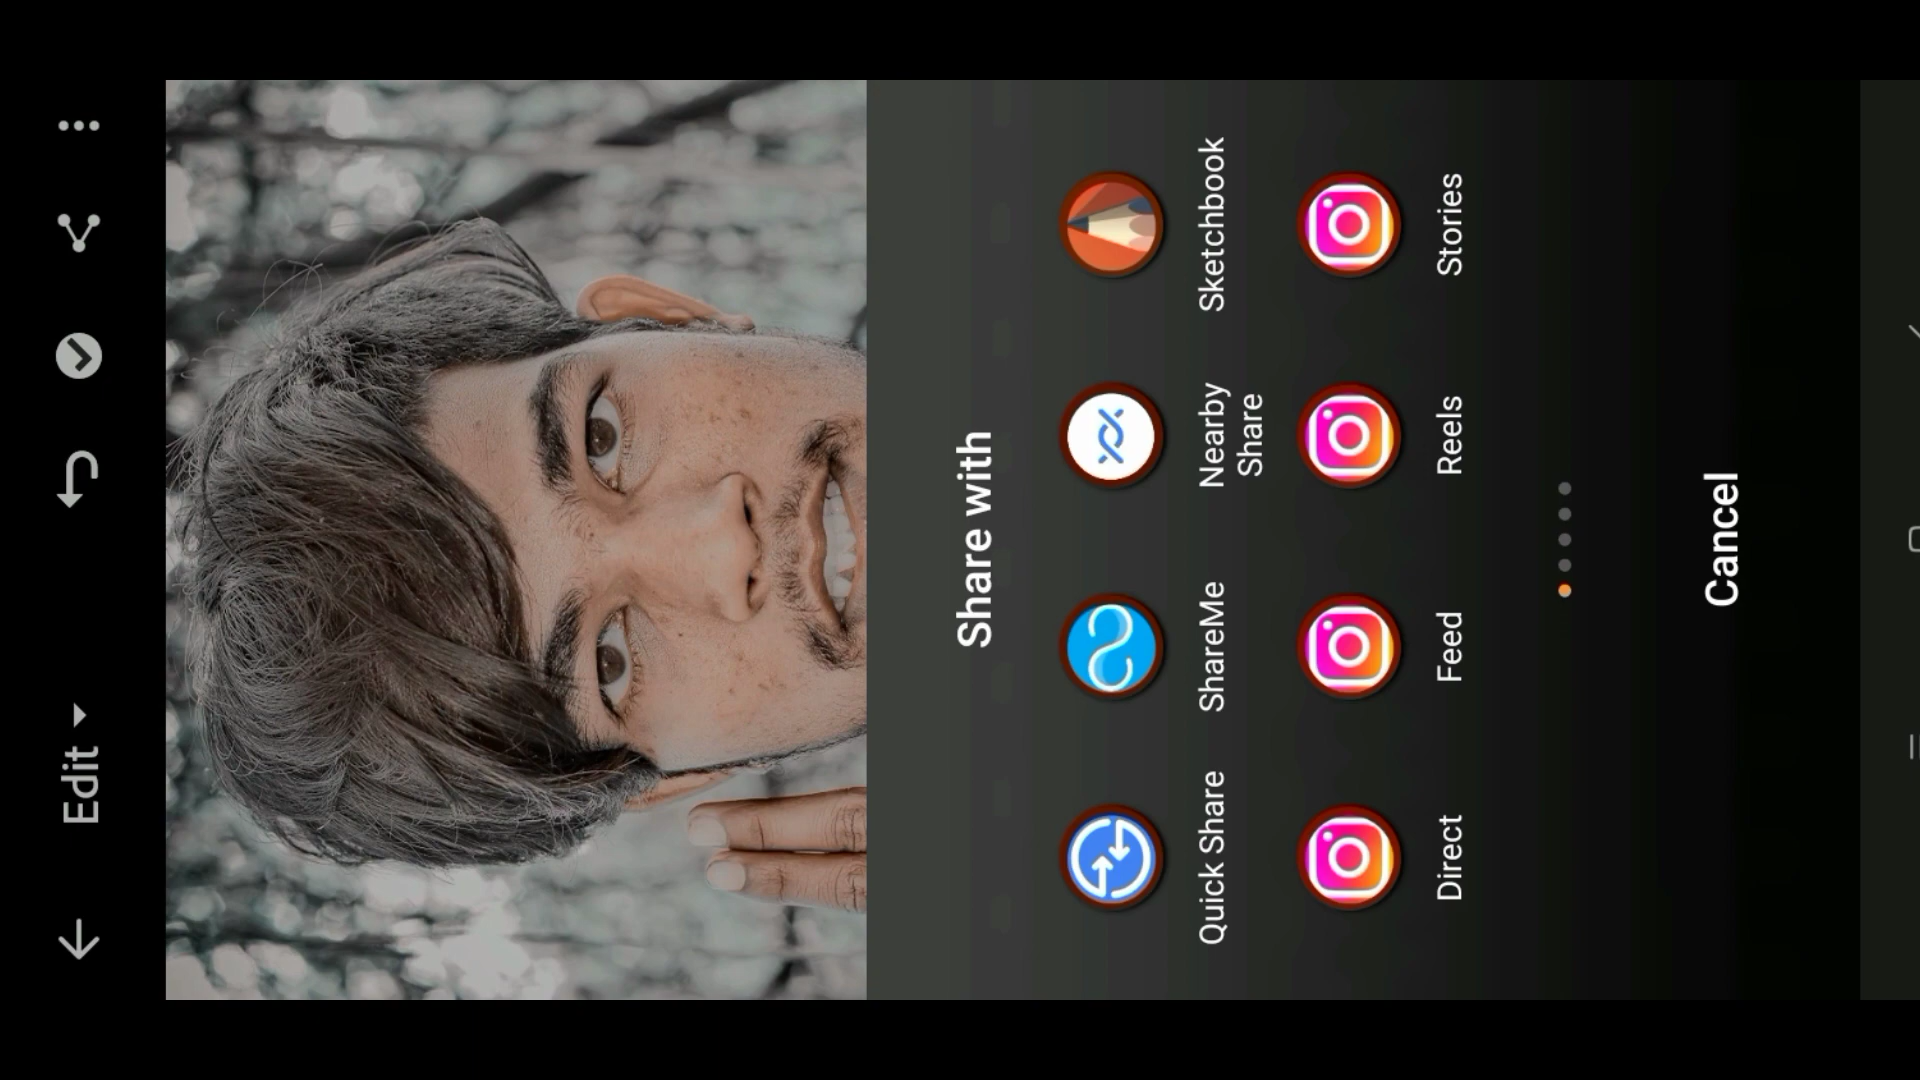 Edit
Share with
Quick Share
ShareMe
Nearby
Share
Sketchbook
Direct
Feed
Reels
Stories
Cancel